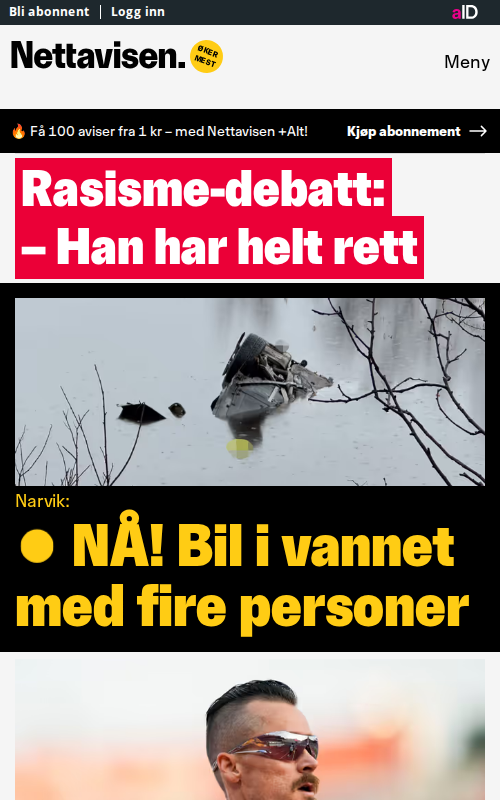 Bli abonnent
Logg inn
aID
Nettavisen.
ØKER
MEST
Meny
🔥 Få 100 aviser fra 1 kr – med Nettavisen +Alt!
Kjøp abonnement →
Rasisme-debatt:
– Han har helt rett
Narvik:
● NÅ! Bil i vannet
med fire personer